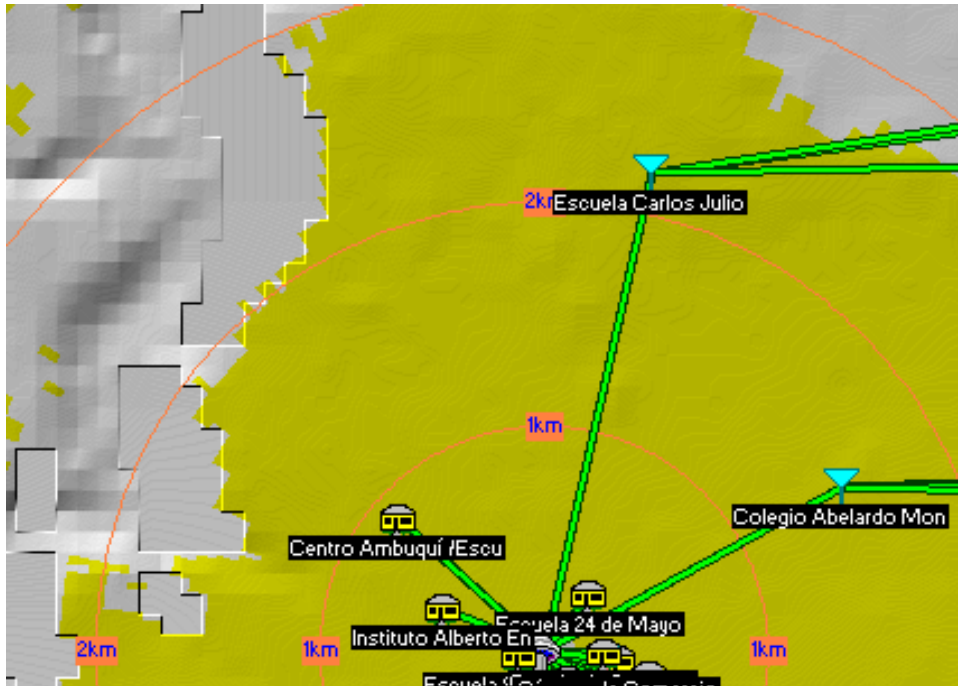 2km
Escuela Carlos Julio
1km
Colegio Abelardo Mon
Centro Ambuquí /Escu
Escuela 24 de Mayo
Instituto Alberto En
2km
1km
1km
Escuela